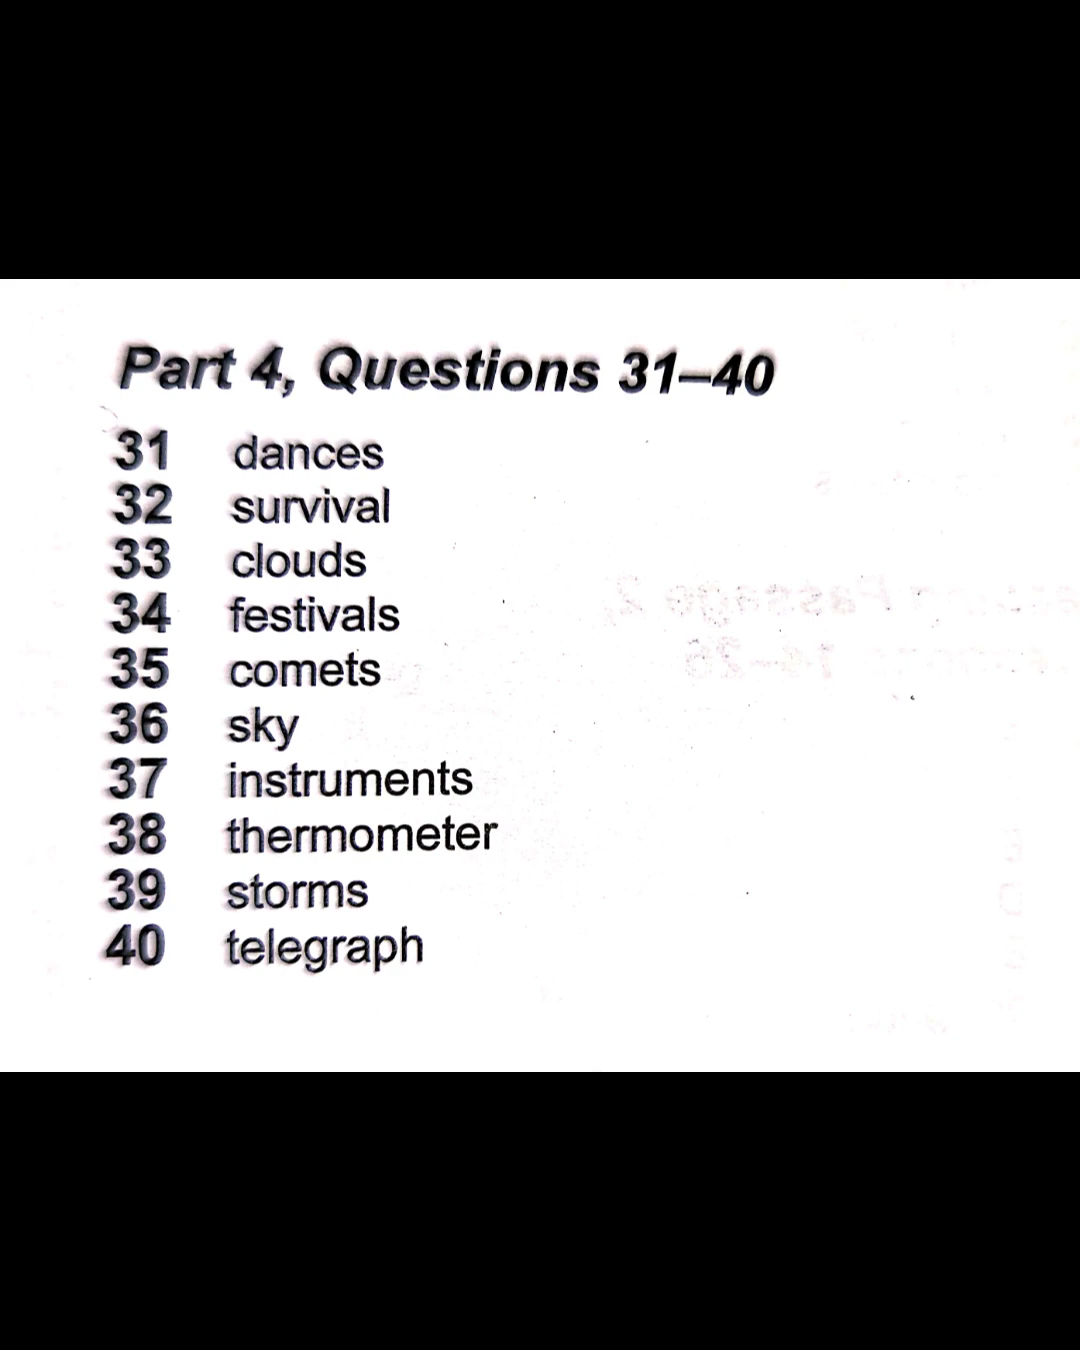 Part 4, Questions 31–40
31 dances
32 survival
33 clouds
34 festivals
35 comets
36 sky
37 instruments
38 thermometer
39 storms
40 telegraph